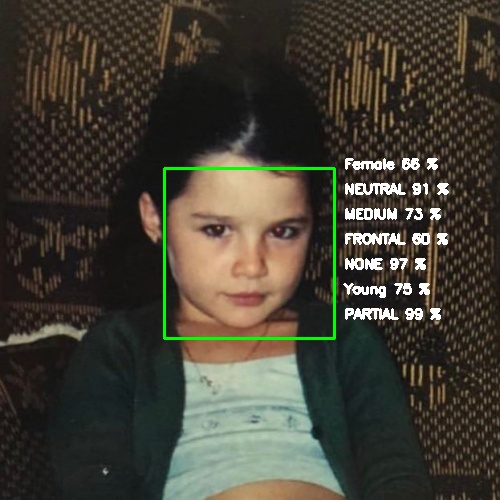 Female 66 %
NEUTRAL 91 %
MEDIUM 73 %
FRONTAL 60 %
NONE 97 %
Young 75 %
PARTIAL 99 %